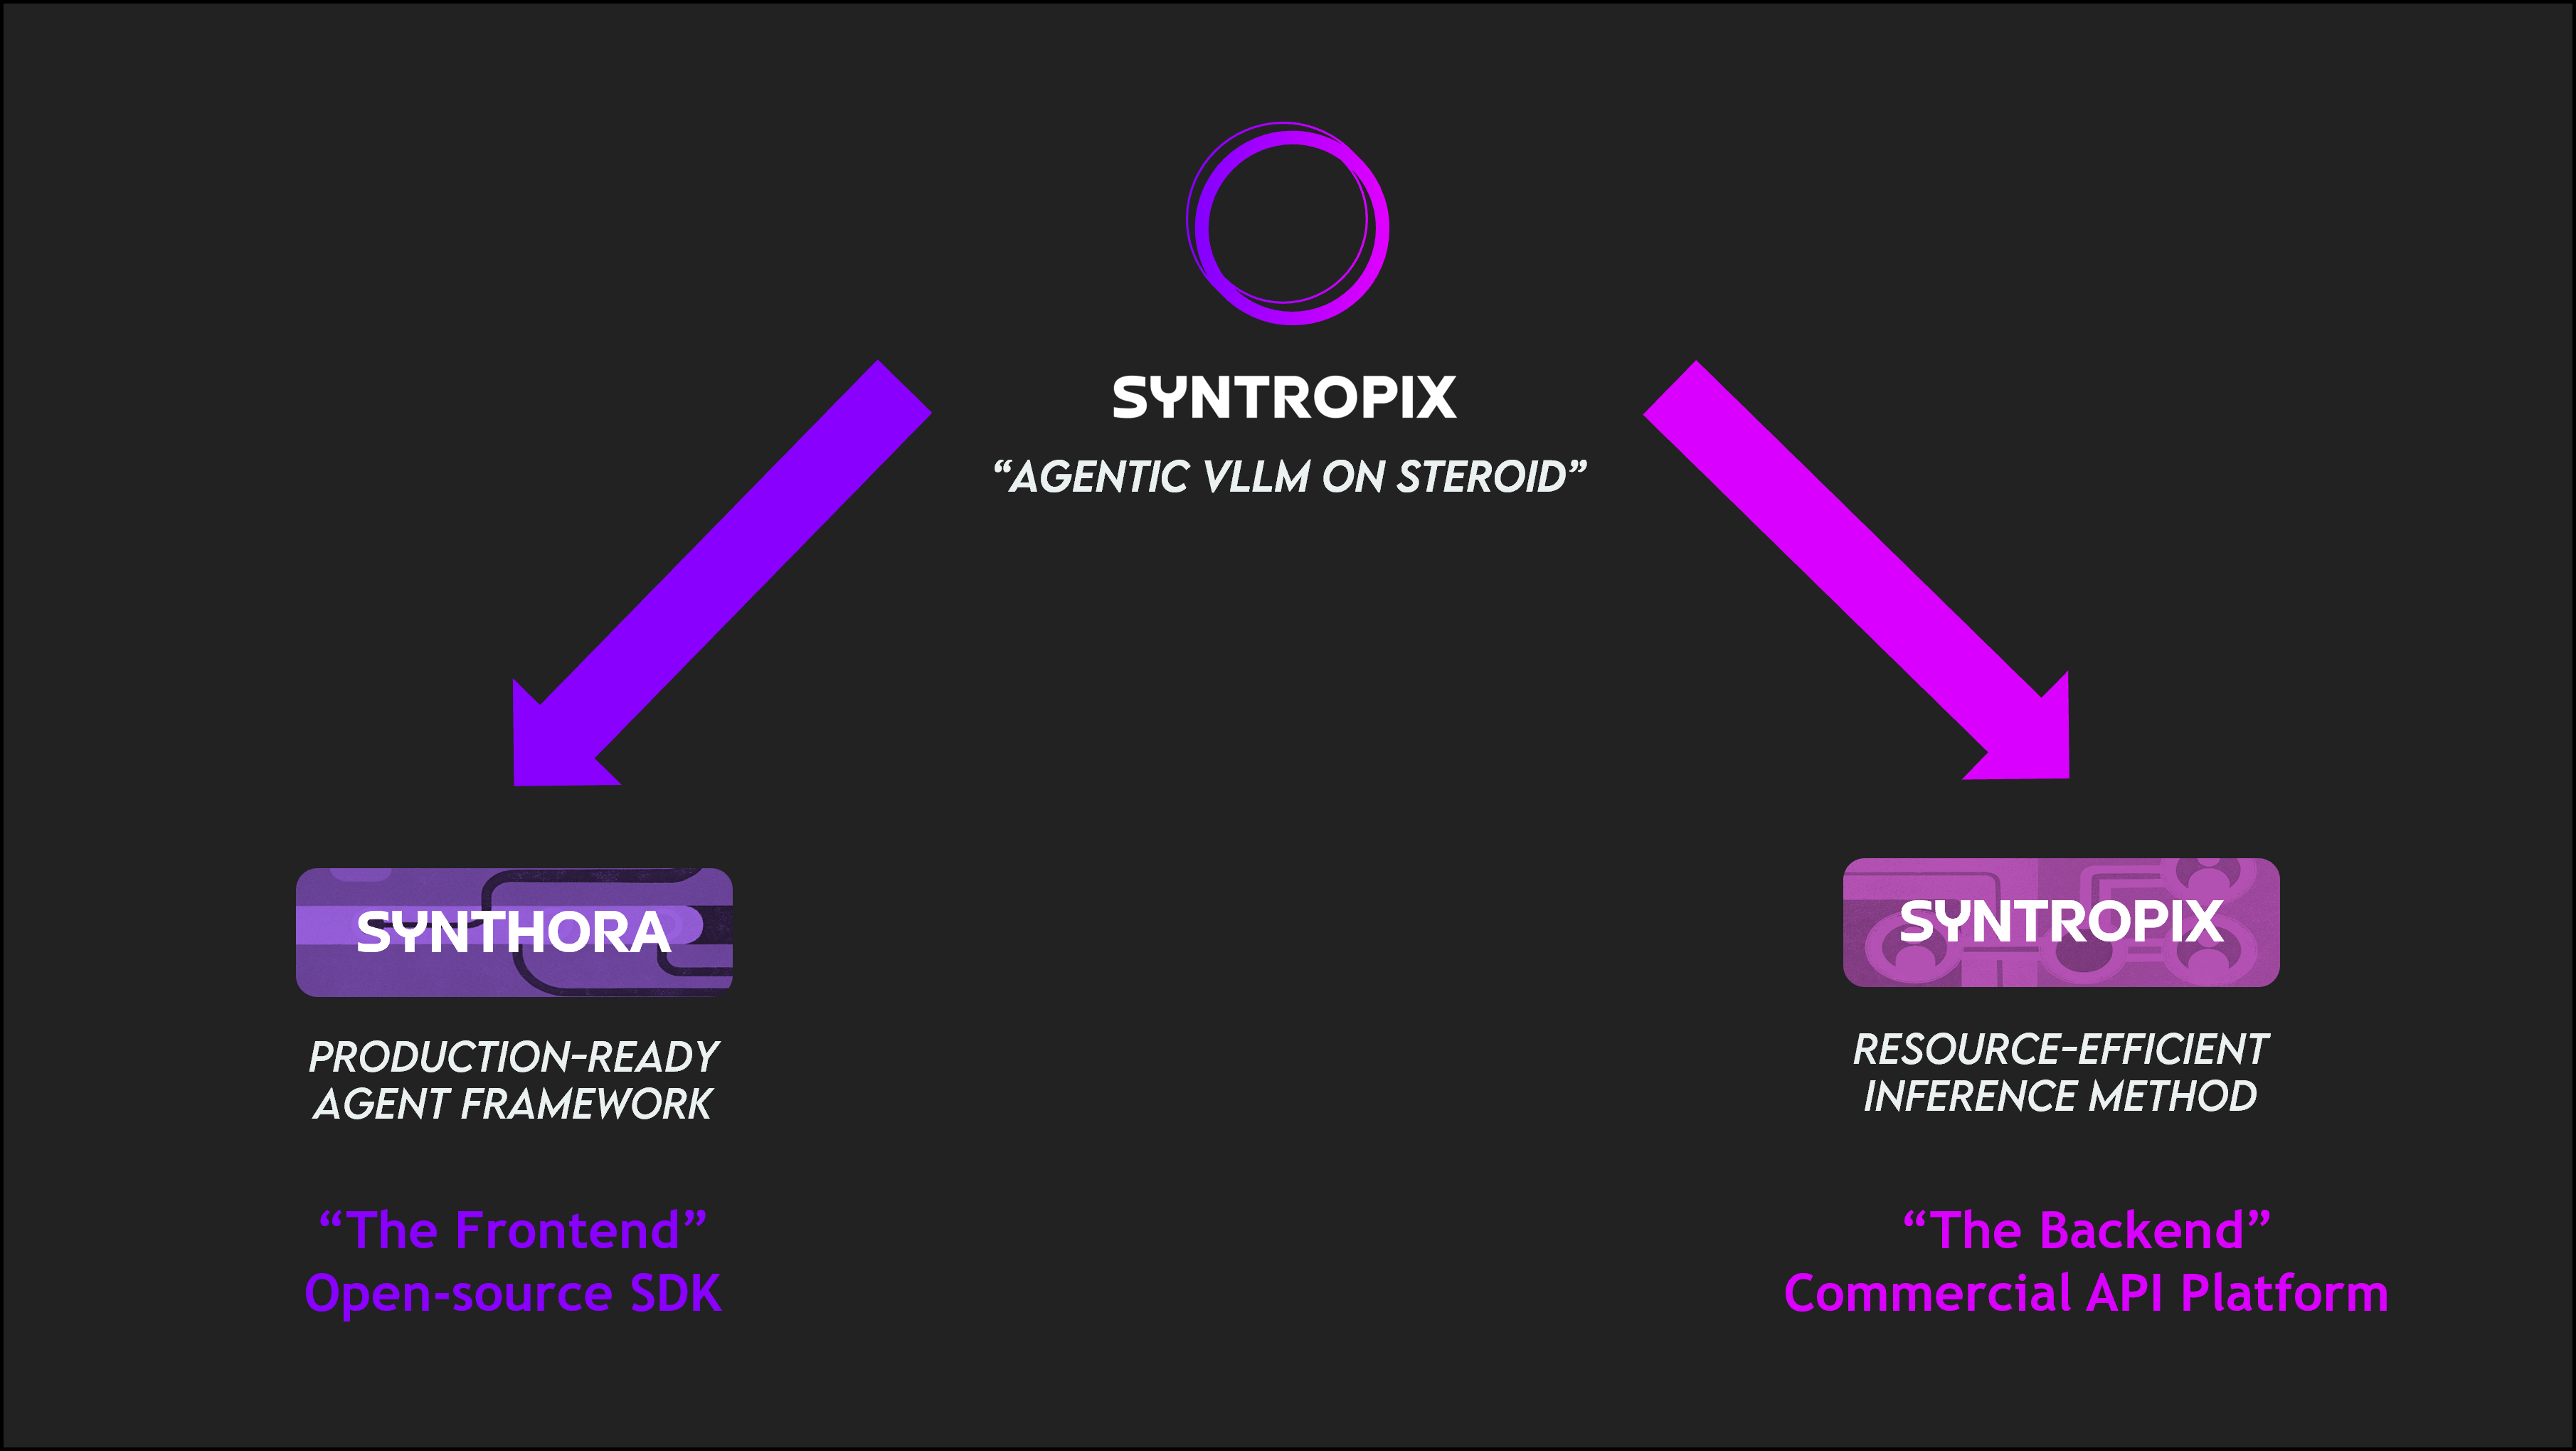 SYNTROPIX
“AGENTIC VLLM ON STEROID”
SYNTHORA
PRODUCTION-READY
AGENT FRAMEWORK
“The Frontend”
Open-source SDK
SYNTROPIX
RESOURCE-EFFICIENT
INFERENCE METHOD
“The Backend”
Commercial API Platform